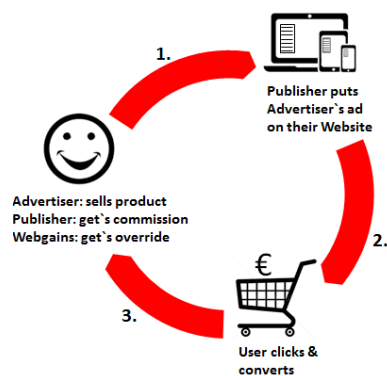 1.
Publisher puts
Advertiser`s ad
on their Website
2.
€
User clicks &
converts
3.
Advertiser: sells product
Publisher: get`s commission
Webgains: get`s override